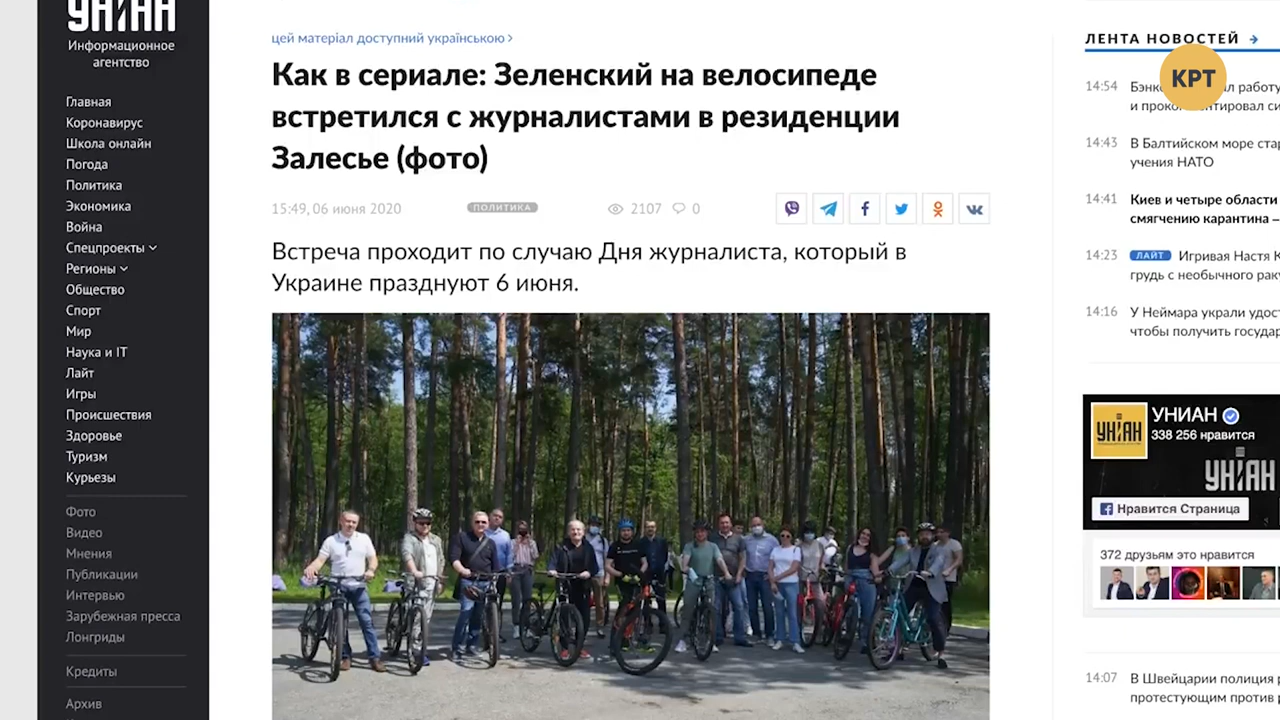 УНИАН
Информационное
агентство
Главная
Коронавирус
Школа онлайн
Погода
Политика
Экономика
Война
Спецпроекты
Регионы
Общество
Спорт
Мир
Наука и IT
Лайт
Игры
Происшествия
Здоровье
Туризм
Курьезы
Фото
Видео
Мнения
Публикации
Интервью
Зарубежная пресса
Лонгриды
Кредиты
Архив
цей матеріал доступний українською
Как в сериале: Зеленский на велосипеде
встретился с журналистами в резиденции
Залесье (фото)
15:49, 06 июня 2020 ПОЛИТИКА 2107 0
Встреча проходит по случаю Дня журналиста, который в
Украине празднуют 6 июня.
ЛЕНТА НОВОСТЕЙ
КРТ
14:54 работу
и
14:43 В Балтийском море
учения НАТО
14:41 Киев и четыре области
смягчению карантина –
14:23 ЛАЙТ Игривая Настя К
грудь с необычного
14:16 У Неймара украли
чтобы получить
УНИАН
УНИАН
338 256 нравится
УНИАН
Нравится Страница
372 друзьям это нравится
14:07 В Швейцарии полиция
протестующим против